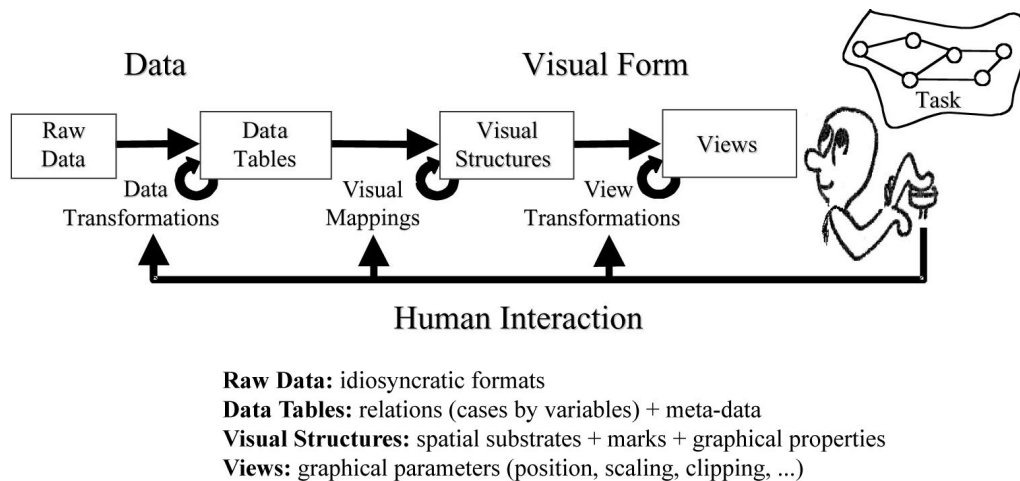 Data
Visual Form
Task
Raw
Data
Data
Tables
Visual
Structures
Views
Data
Transformations
Visual
Mappings
View
Transformations
Human Interaction
Raw Data: idiosyncratic formats
Data Tables: relations (cases by variables) + meta-data
Visual Structures: spatial substrates + marks + graphical properties
Views: graphical parameters (position, scaling, clipping, ...)